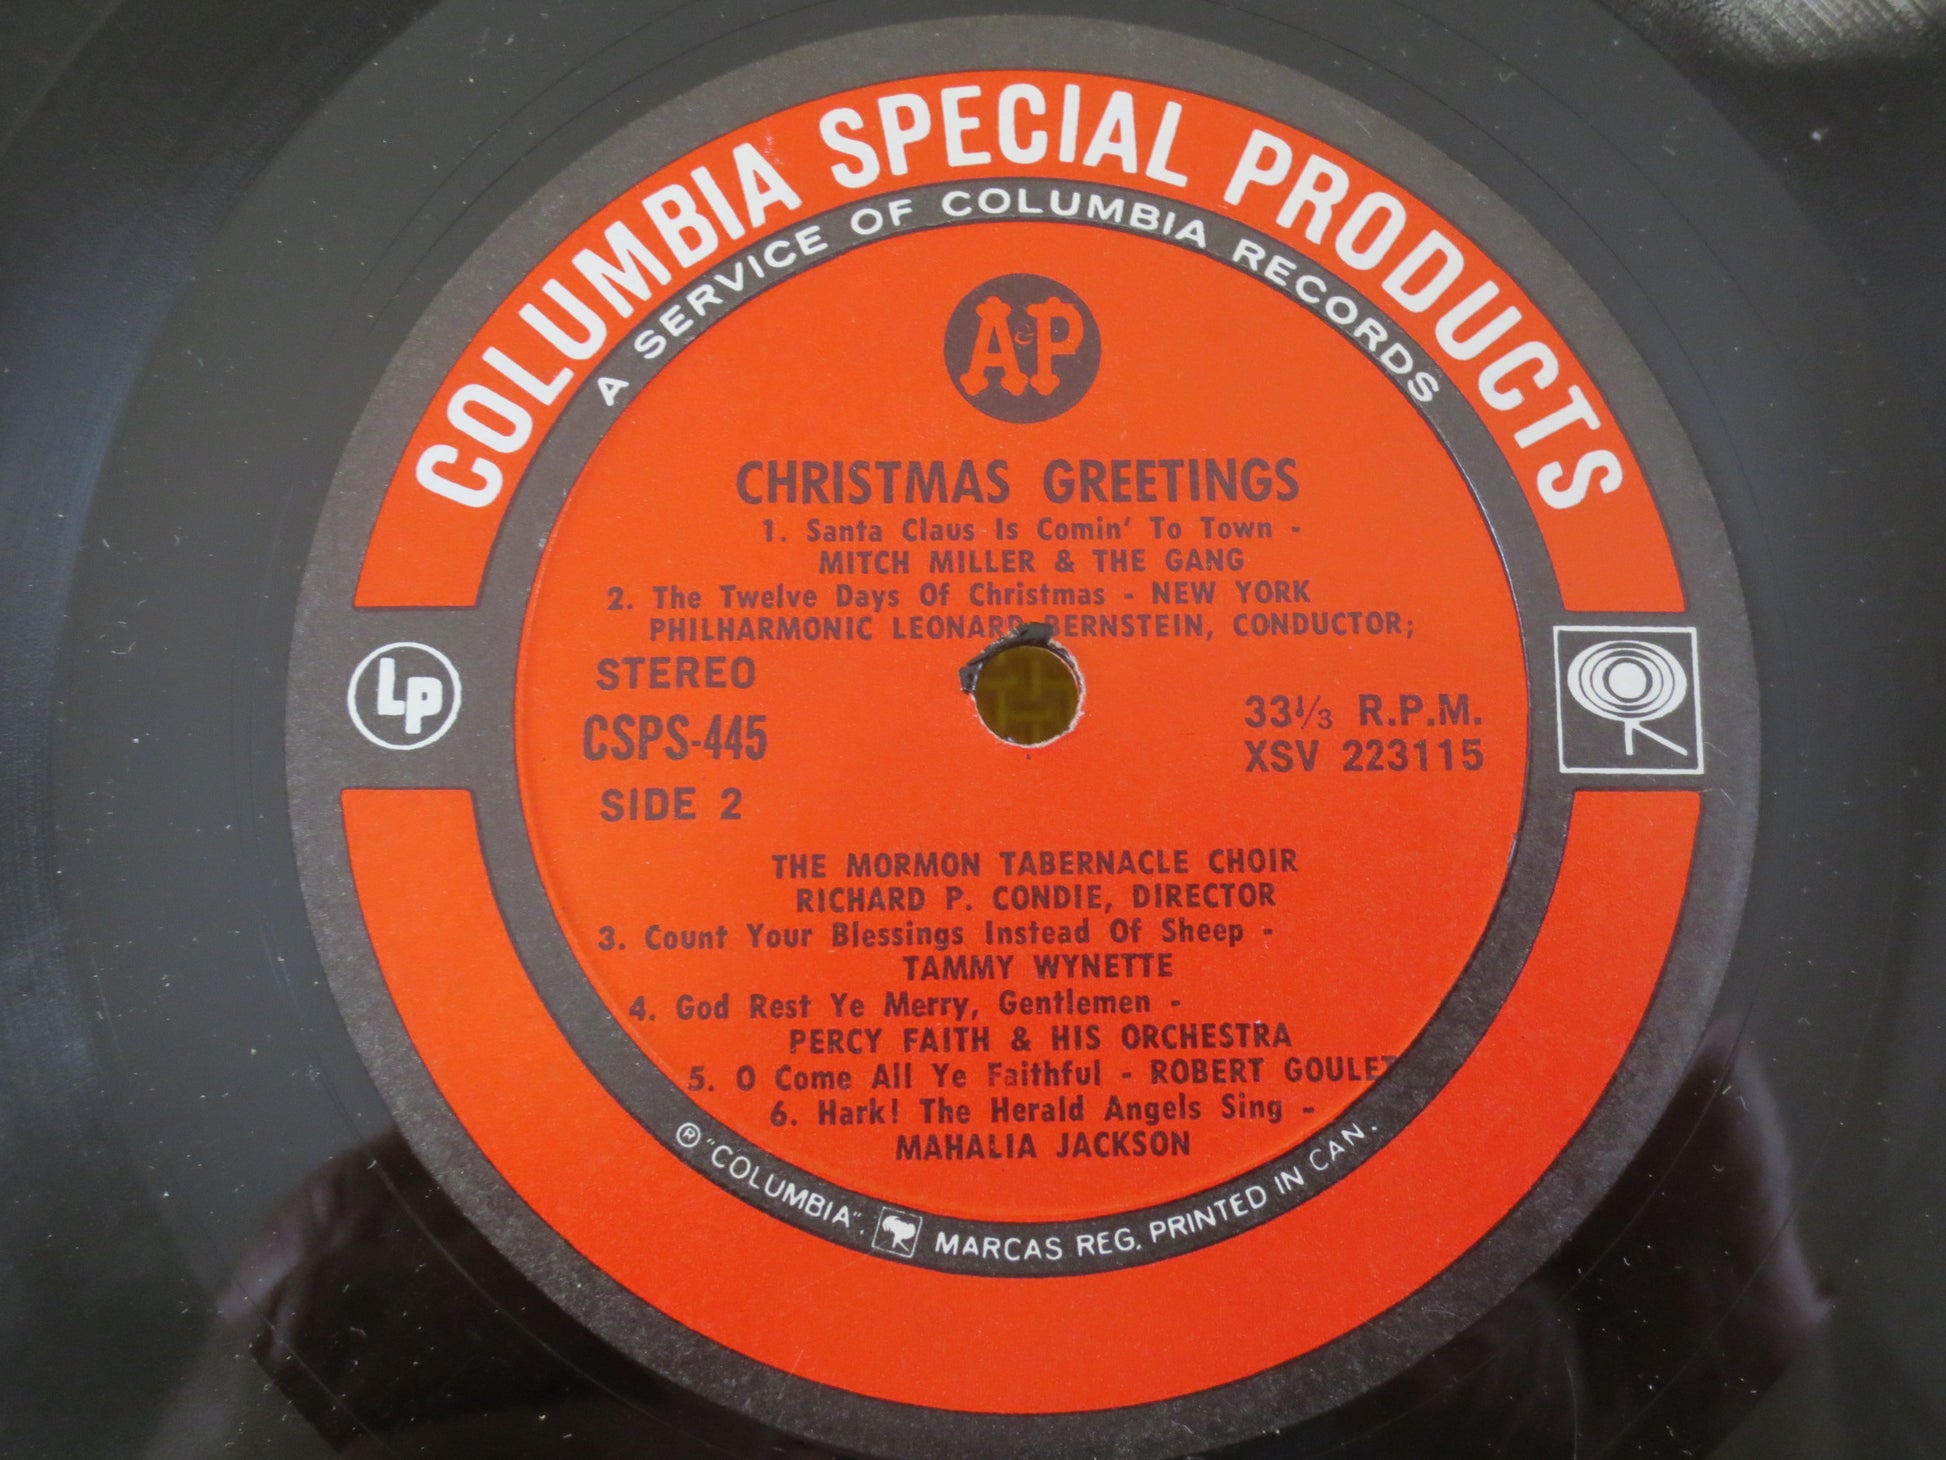 COLUMBIA SPECIAL PRODUCTS
A SERVICE OF COLUMBIA RECORDS
A&P
CHRISTMAS GREETINGS
1. Santa Claus Is Comin' To Town -
MITCH MILLER & THE GANG
2. The Twelve Days Of Christmas - NEW YORK
PHILHARMONIC LEONARD BERNSTEIN, CONDUCTOR;
STEREO
CSPS-445
SIDE 2
33⅓ R.P.M.
XSV 223115
LP
THE MORMON TABERNACLE CHOIR
RICHARD P. CONDIE, DIRECTOR
3. Count Your Blessings Instead Of Sheep -
TAMMY WYNETTE
4. God Rest Ye Merry, Gentlemen -
PERCY FAITH & HIS ORCHESTRA
5. O Come All Ye Faithful - ROBERT GOULET
6. Hark! The Herald Angels Sing -
MAHALIA JACKSON
® "COLUMBIA", MARCAS REG. PRINTED IN CAN.